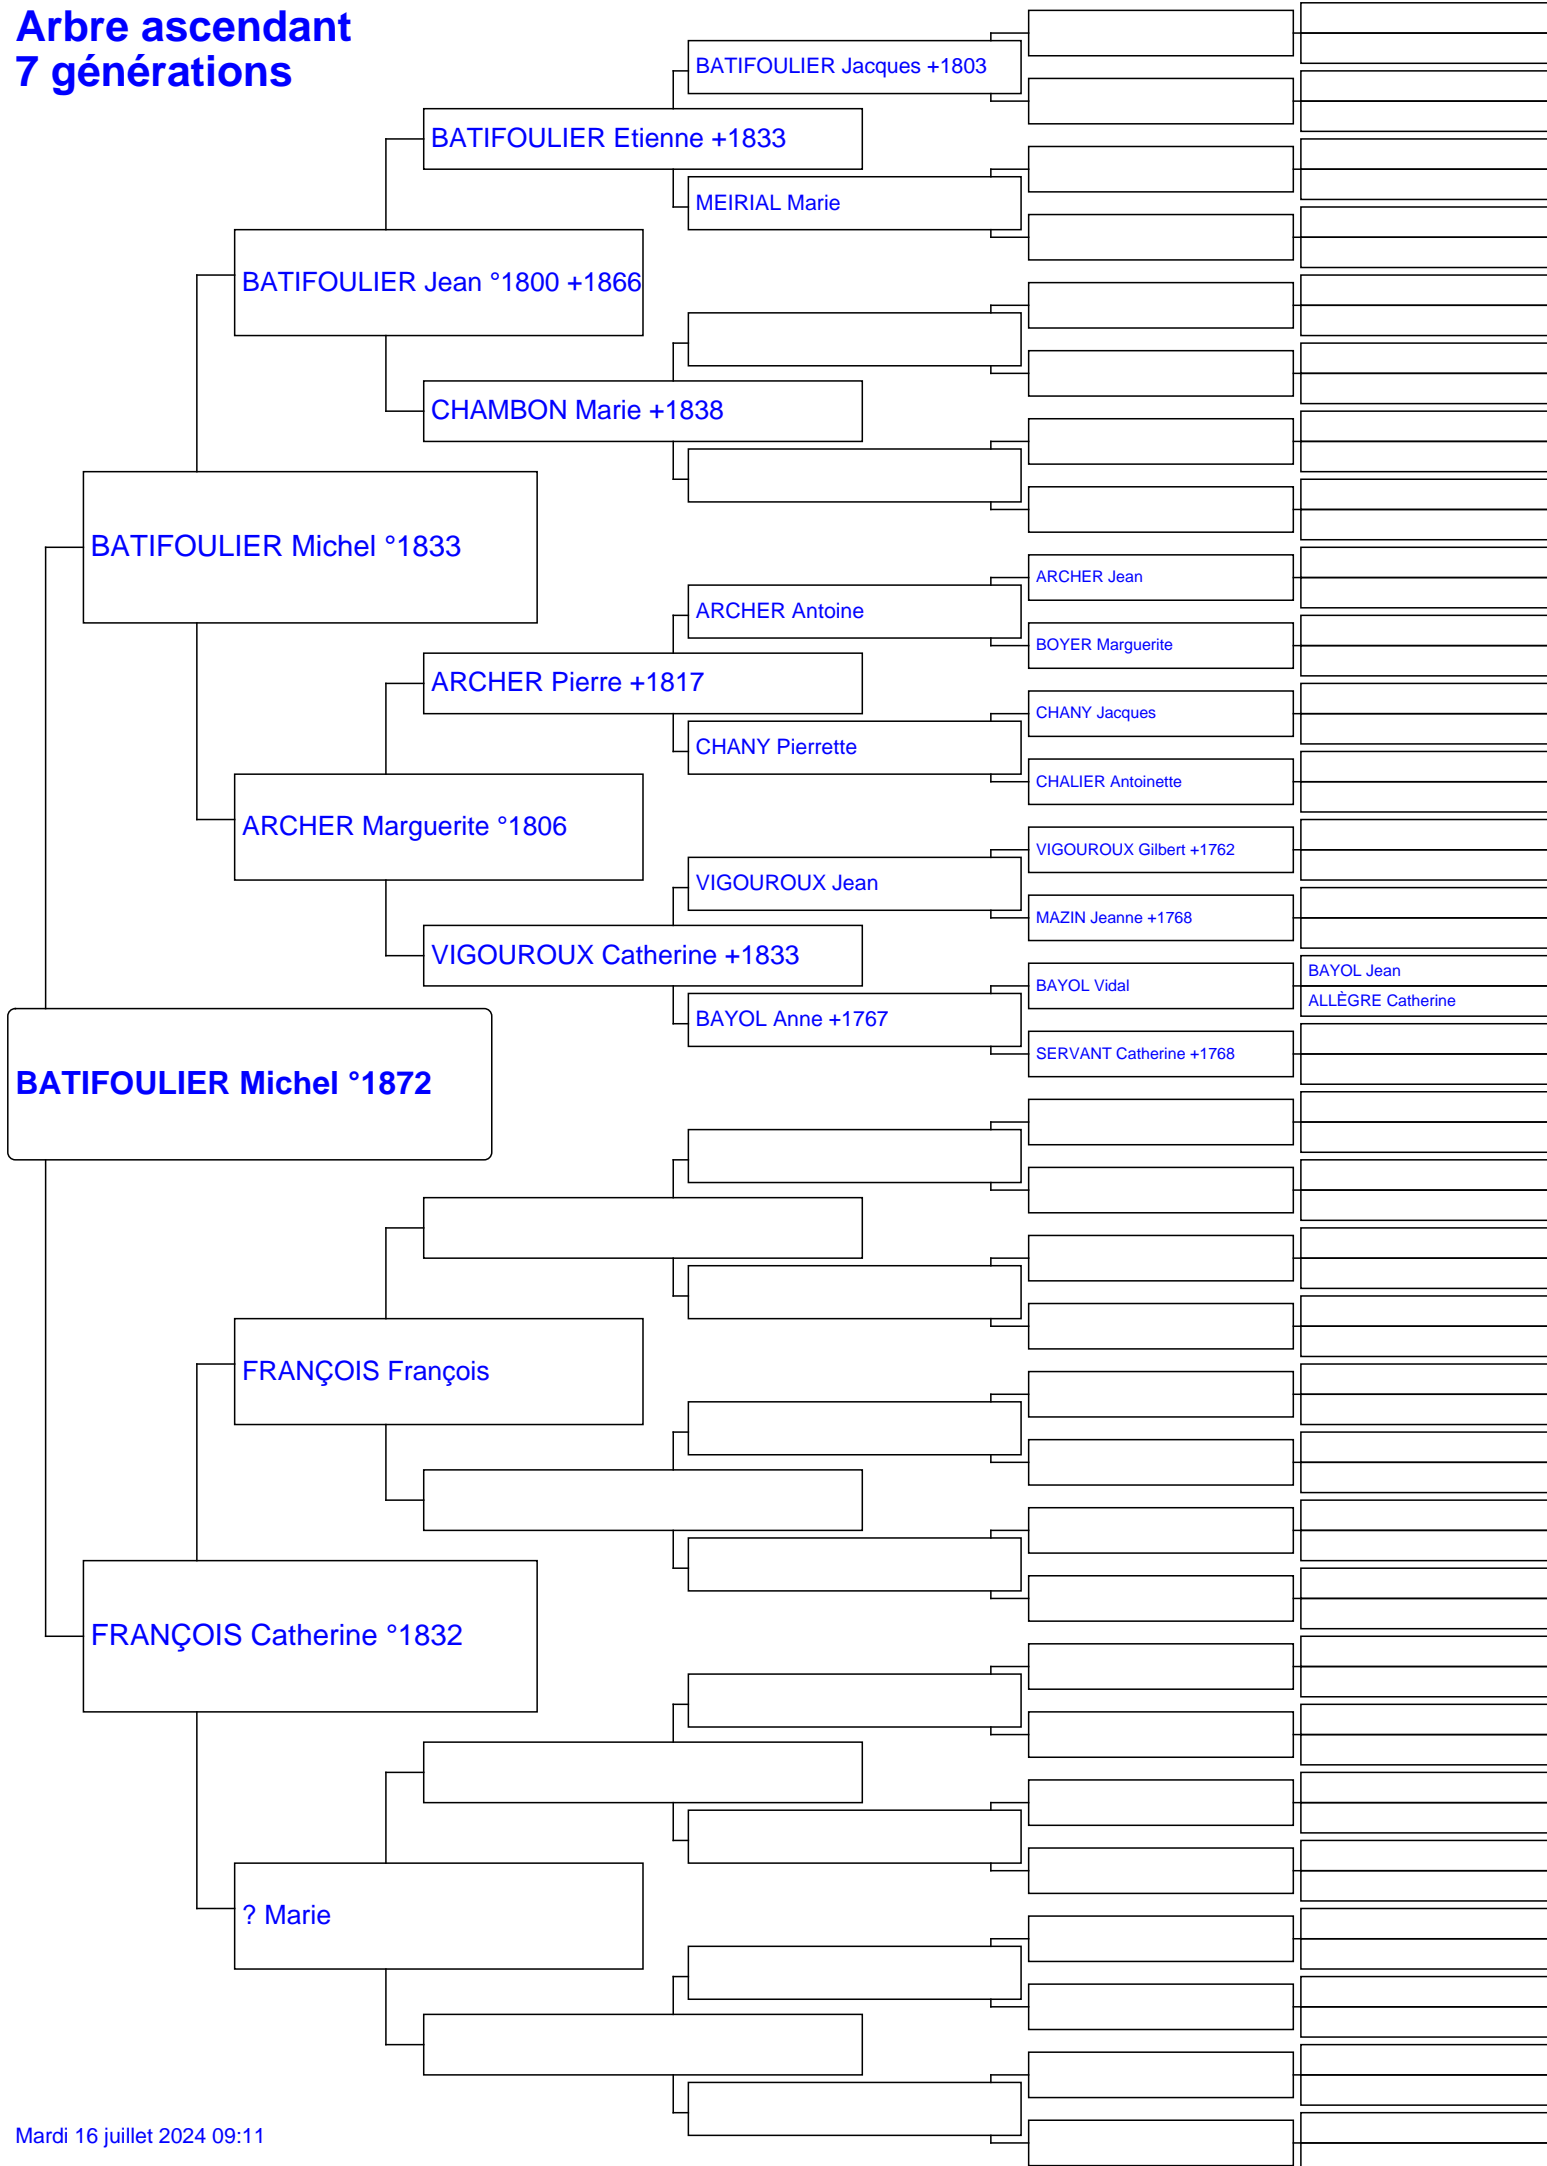 Arbre ascendant
7 générations
BATIFOULIER Jacques +1803
BATIFOULIER Etienne +1833
MEIRIAL Marie
BATIFOULIER Jean °1800 +1866
CHAMBON Marie +1838
BATIFOULIER Michel °1833
ARCHER Jean
ARCHER Antoine
BOYER Marguerite
ARCHER Pierre +1817
CHANY Jacques
CHANY Pierrette
CHALIER Antoinette
ARCHER Marguerite °1806
VIGOUROUX Gilbert +1762
VIGOUROUX Jean
MAZIN Jeanne +1768
VIGOUROUX Catherine +1833
BAYOL Jean
BAYOL Vidal
ALLÈGRE Catherine
BAYOL Anne +1767
SERVANT Catherine +1768
BATIFOULIER Michel °1872
FRANÇOIS François
FRANÇOIS Catherine °1832
? Marie
Mardi 16 juillet 2024 09:11